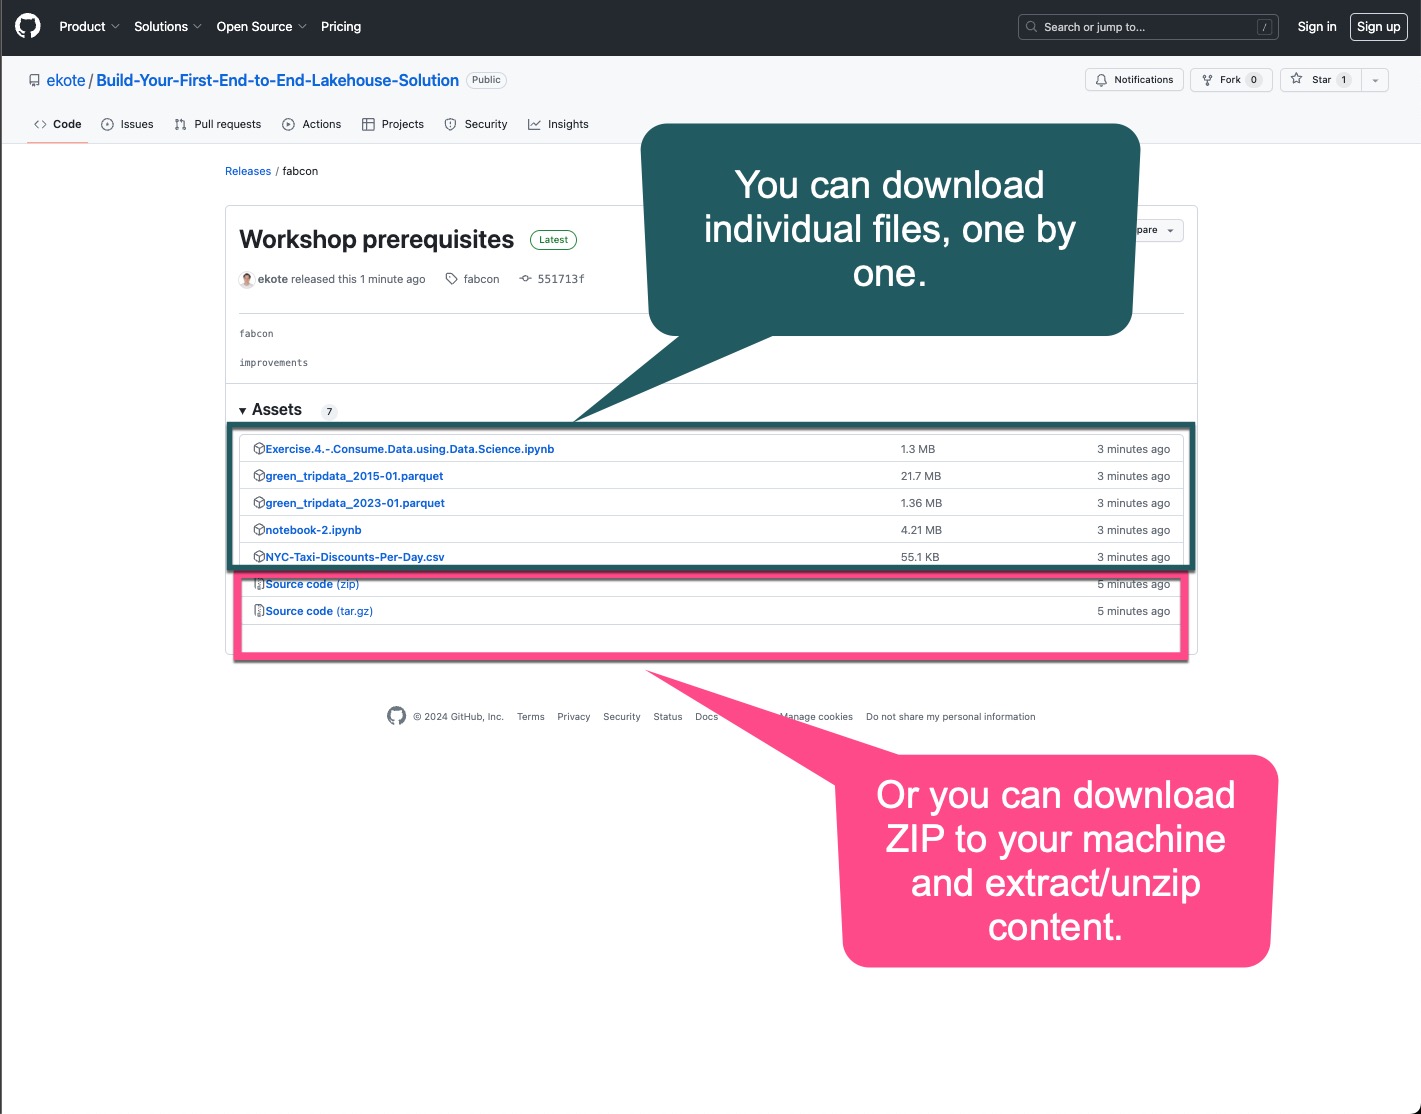 Product Solutions Open Source Pricing Search or jump to... / Sign in Sign up
ekote / Build-Your-First-End-to-End-Lakehouse-Solution Public Notifications Fork 0 Star 1
Code Issues Pull requests Actions Projects Security Insights
Releases / fabcon
You can download
individual files, one by
one.
Workshop prerequisites Latest
ekote released this 1 minute ago fabcon 551713f
fabcon
improvements
Assets 7
Exercise.4.-.Consume.Data.using.Data.Science.ipynb 1.3 MB 3 minutes ago
green_tripdata_2015-01.parquet 21.7 MB 3 minutes ago
green_tripdata_2023-01.parquet 1.36 MB 3 minutes ago
notebook-2.ipynb 4.21 MB 3 minutes ago
NYC-Taxi-Discounts-Per-Day.csv 55.1 KB 3 minutes ago
Source code (zip) 5 minutes ago
Source code (tar.gz) 5 minutes ago
© 2024 GitHub, Inc. Terms Privacy Security Status Docs Manage cookies Do not share my personal information
Or you can download
ZIP to your machine
and extract/unzip
content.